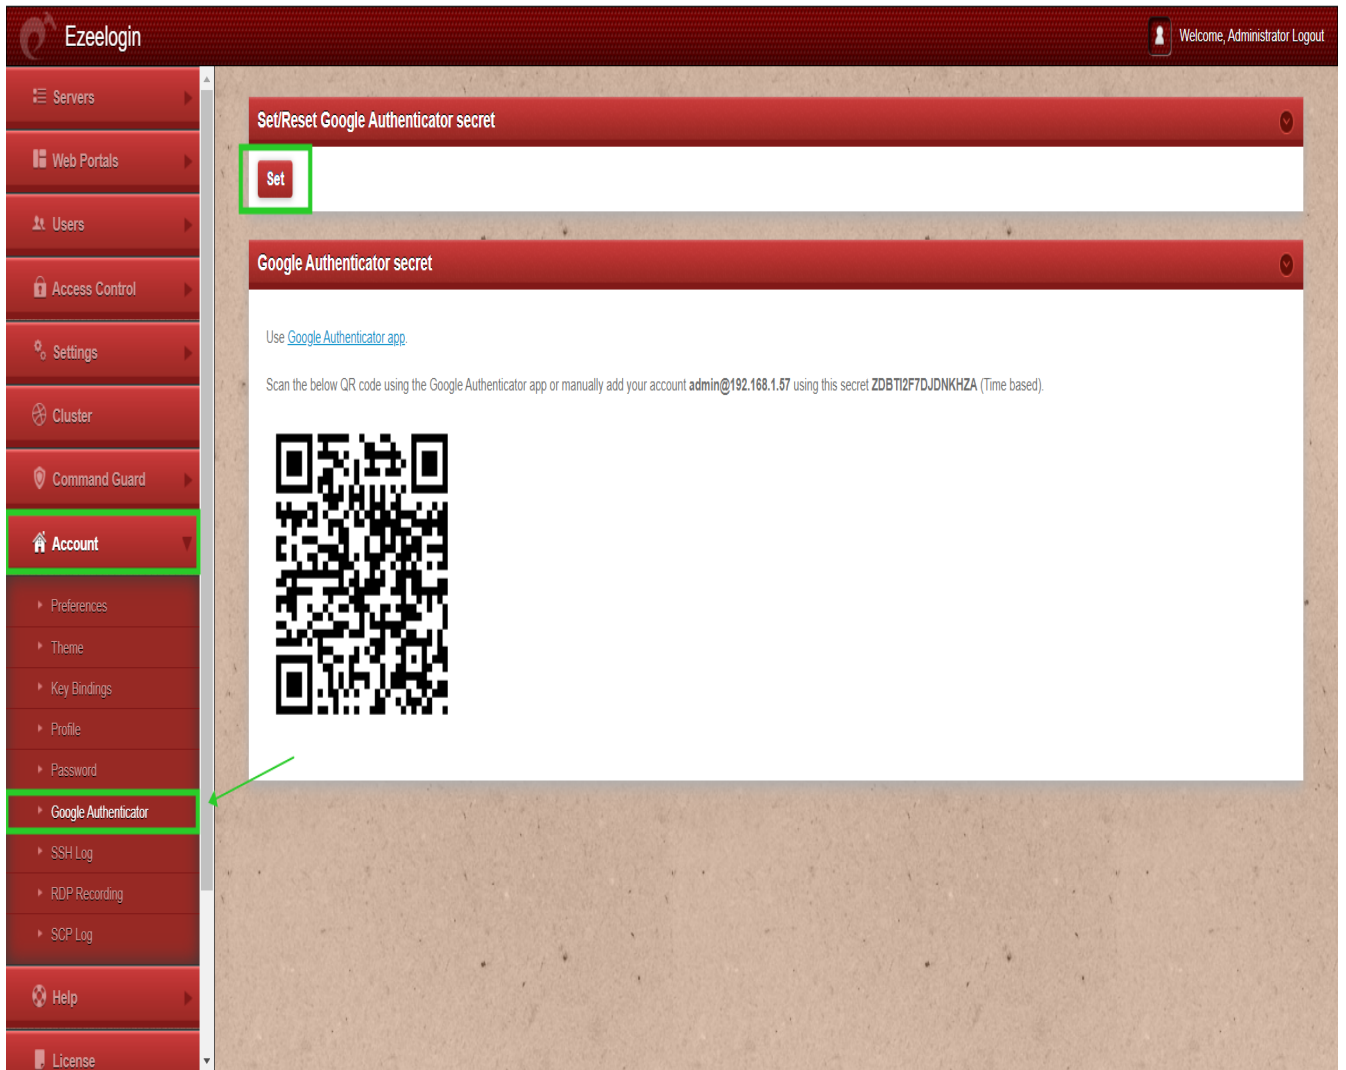 Ezeelogin
Welcome, Administrator Logout
Servers
Web Portals
Users
Access Control
Settings
Cluster
Command Guard
Account
Preferences
Theme
Key Bindings
Profile
Password
Google Authenticator
SSH Log
RDP Recording
SCP Log
Help
License
Set/Reset Google Authenticator secret
Set
Google Authenticator secret
Use Google Authenticator app.
Scan the below QR code using the Google Authenticator app or manually add your account admin@192.168.1.57 using this secret ZDBTI2F7DJDNKHZA (Time based).